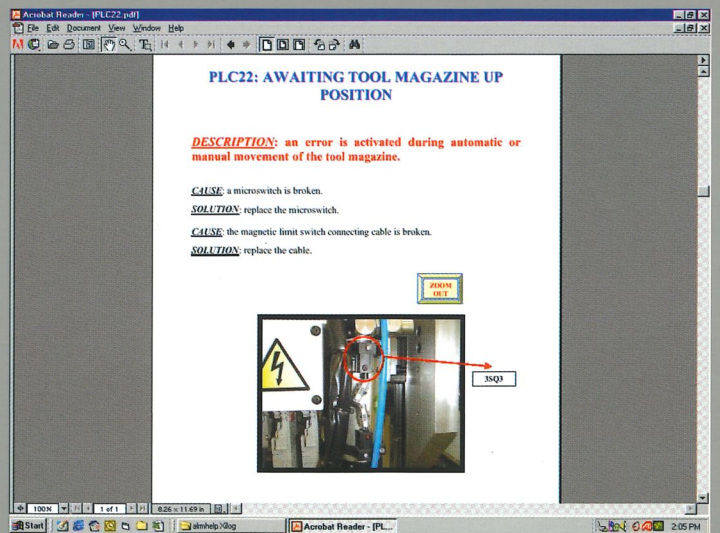 Acrobat Reader - [PLC22.pdf]
File Edit Document View Window Help
PLC22: AWAITING TOOL MAGAZINE UP
POSITION
DESCRIPTION: an error is activated during automatic or
manual movement of the tool magazine.
CAUSE: a microswitch is broken.
SOLUTION: replace the microswitch.
CAUSE: the magnetic limit switch connecting cable is broken.
SOLUTION: replace the cable.
ZOOM
OUT
3SQ3
100% 1 of 1 8.26 x 11.69 in
Start almhelp.Xilog Acrobat Reader - [PL... 2:05 PM